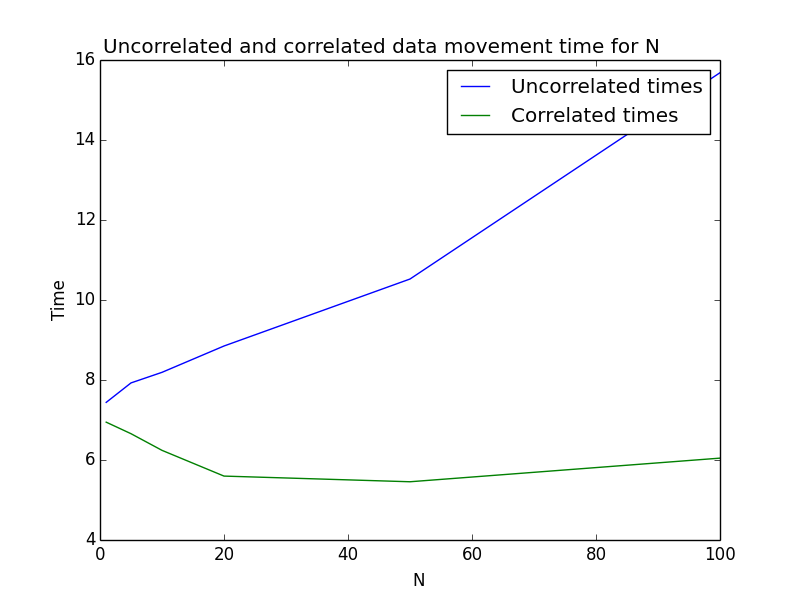 Uncorrelated and correlated data movement time for N
16
14
12
10
8
6
4
Time
Uncorrelated times
Correlated times
0 20 40 60 80 100
N